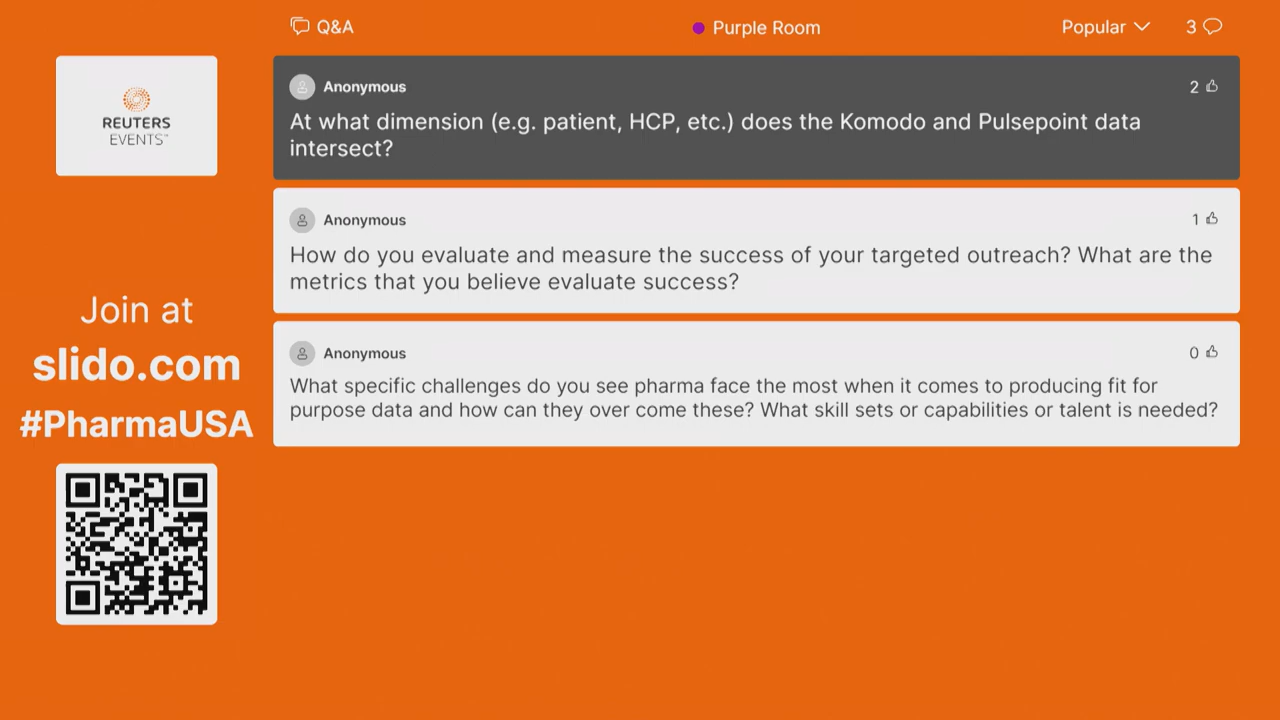 Q&A
Purple Room
Popular
3
REUTERS
EVENTS™
Anonymous
2
At what dimension (e.g. patient, HCP, etc.) does the Komodo and Pulsepoint data
intersect?
Anonymous
1
How do you evaluate and measure the success of your targeted outreach? What are the
metrics that you believe evaluate success?
Anonymous
0
What specific challenges do you see pharma face the most when it comes to producing fit for
purpose data and how can they over come these? What skill sets or capabilities or talent is needed?
Join at
slido.com
#PharmaUSA